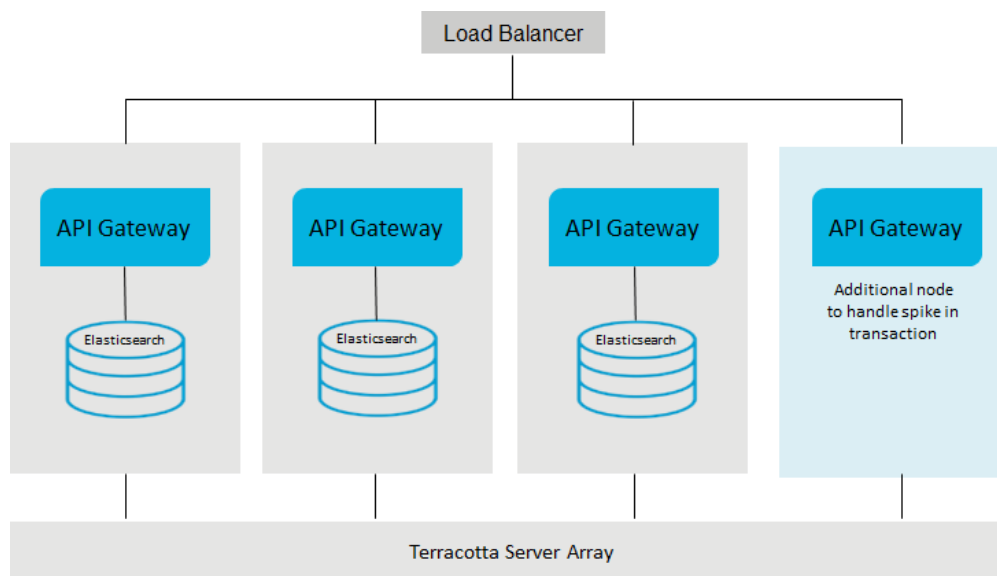 Load Balancer
API Gateway
API Gateway
API Gateway
API Gateway
Elasticsearch
Elasticsearch
Elasticsearch
Additional node
to handle spike in
transaction
Terracotta Server Array